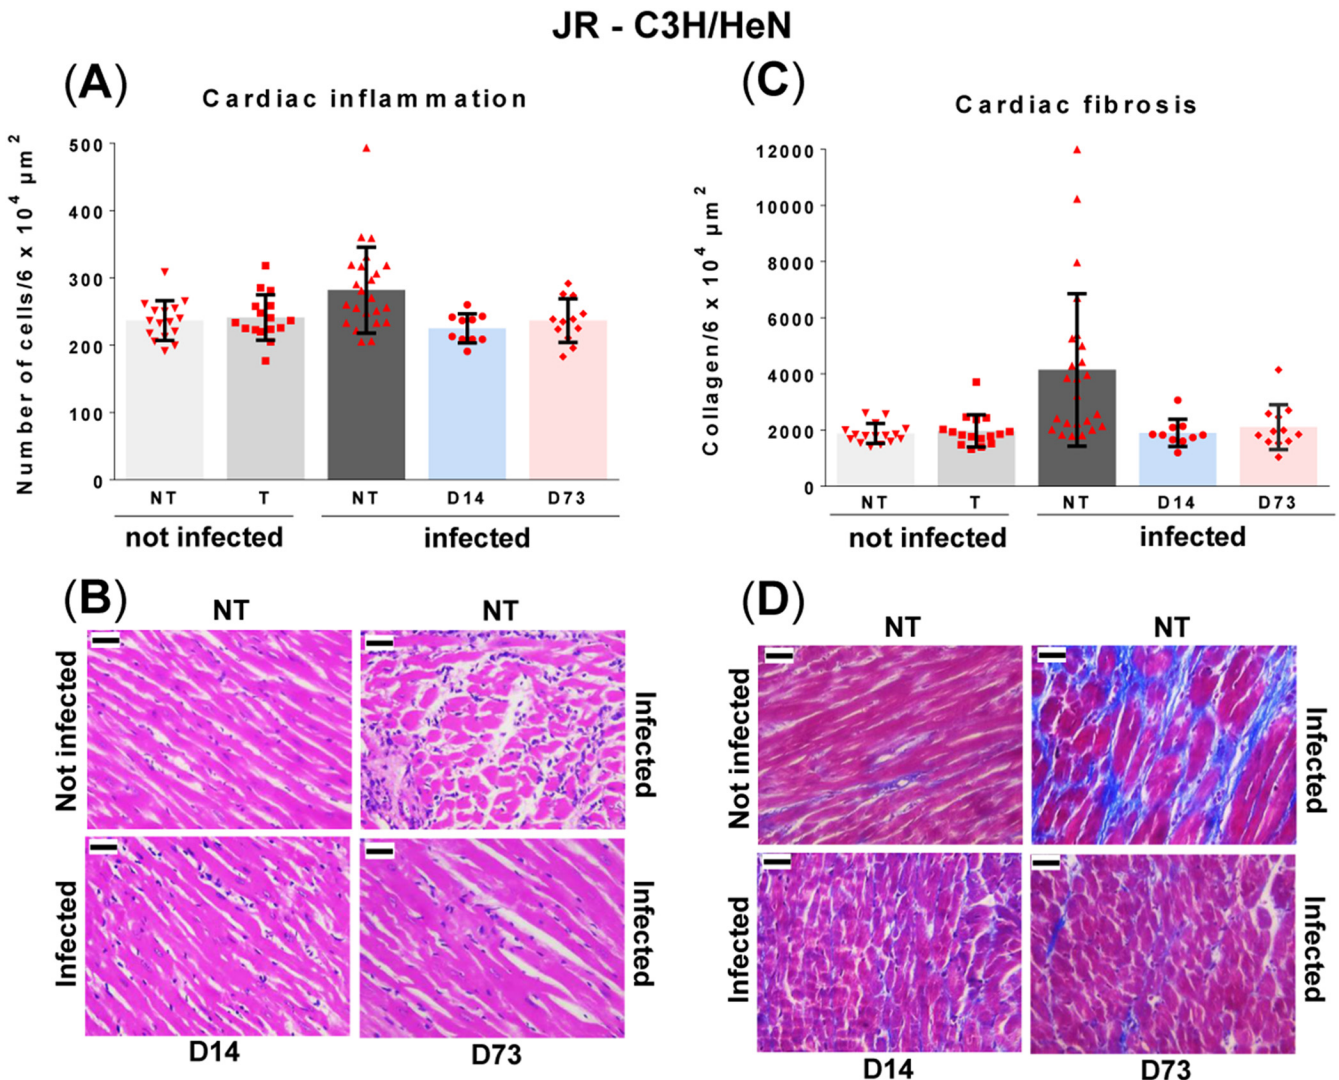 JR - C3H/HeN
(A)
Cardiac inflammation
Number of cells/6 x 10⁴ µm²
500
400
300
200
100
0
NT T NT D14 D73
not infected infected
(C)
Cardiac fibrosis
Collagen/6 x 10⁴ µm²
12000
10000
8000
6000
4000
2000
0
NT T NT D14 D73
not infected infected
(B)
NT NT
Not infected
Infected
Infected
Infected
D14 D73
(D)
NT NT
Not infected
Infected
Infected
Infected
D14 D73